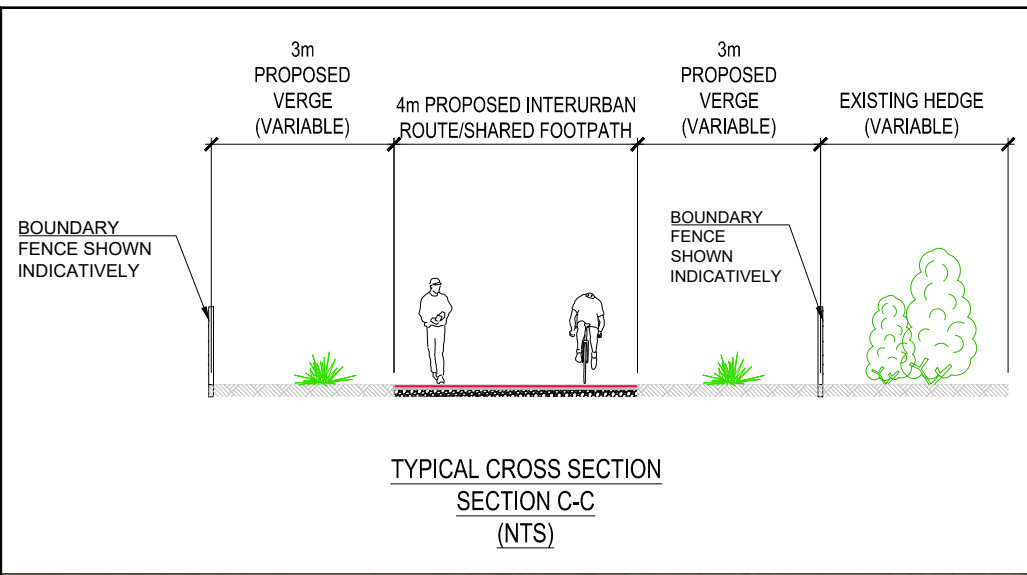 3m
PROPOSED
VERGE
(VARIABLE)
4m PROPOSED INTERURBAN
ROUTE/SHARED FOOTPATH
3m
PROPOSED
VERGE
(VARIABLE)
EXISTING HEDGE
(VARIABLE)
BOUNDARY
FENCE SHOWN
INDICATIVELY
BOUNDARY
FENCE
SHOWN
INDICATIVELY
TYPICAL CROSS SECTION
SECTION C-C
(NTS)